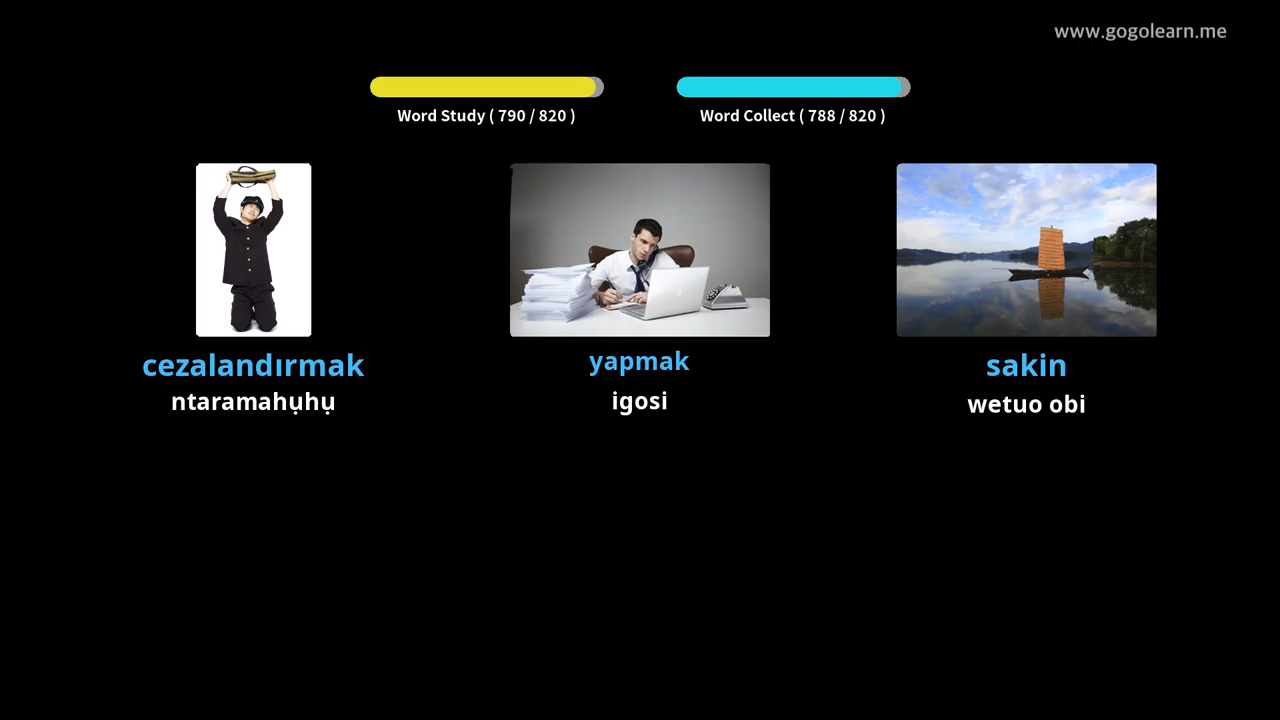 www.gogolearn.me
Word Study ( 790 / 820 )
Word Collect ( 788 / 820 )
cezalandırmak
ntaramahụhụ
yapmak
igosi
sakin
wetuo obi